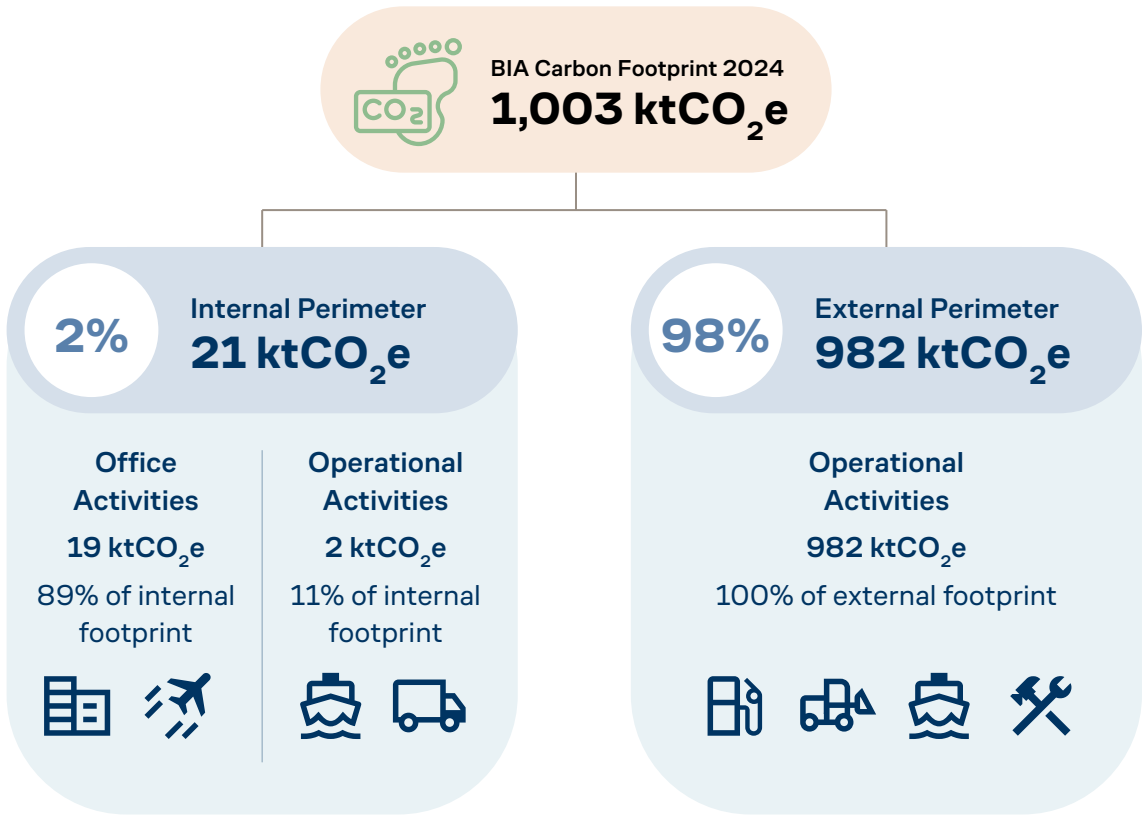 CO2
BIA Carbon Footprint 2024
1,003 ktCO2e
2%
Internal Perimeter
21 ktCO2e
98%
External Perimeter
982 ktCO2e
Office
Activities
19 ktCO2e
89% of internal
footprint
Operational
Activities
2 ktCO2e
11% of internal
footprint
Operational
Activities
982 ktCO2e
100% of external footprint